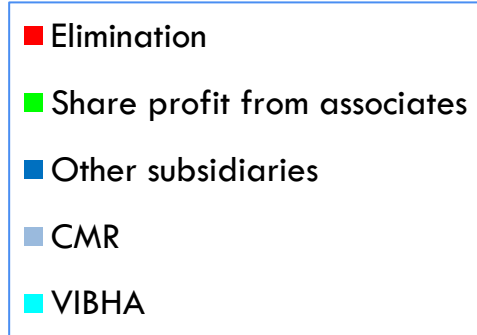 Elimination
Share profit from associates
Other subsidiaries
CMR
VIBHA